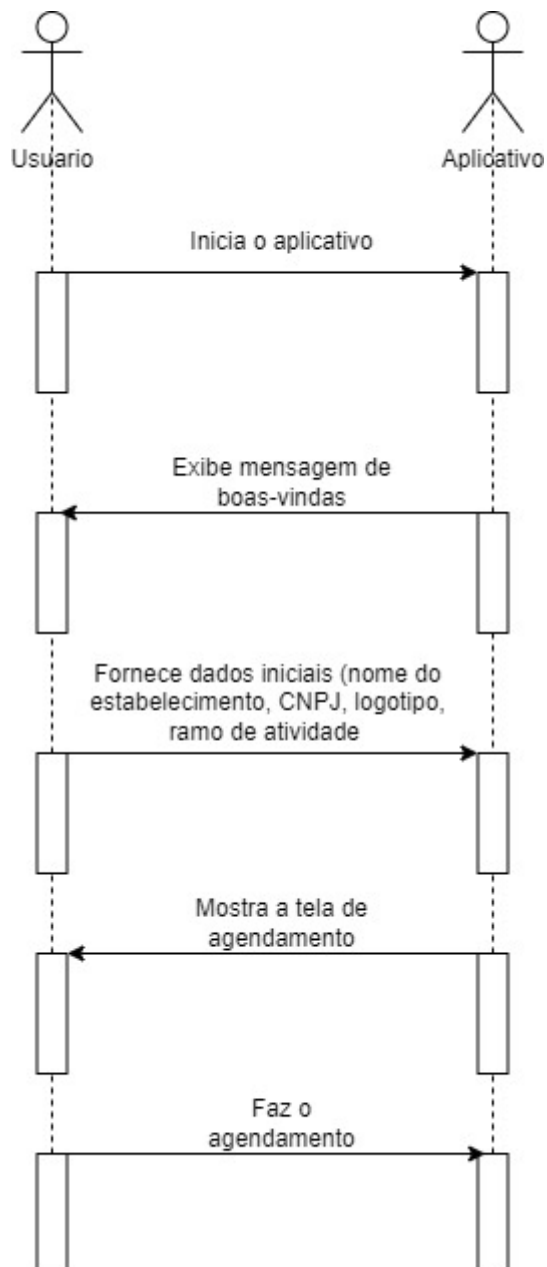 Usuario
Aplicativo
Inicia o aplicativo
Exibe mensagem de
boas-vindas
Fornece dados iniciais (nome do
estabelecimento, CNPJ, logotipo,
ramo de atividade
Mostra a tela de
agendamento
Faz o
agendamento